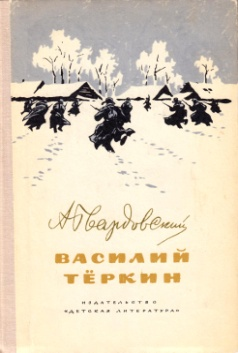 А Твардовский
ВАСИЛИЙ
ТЁРКИН
ИЗДАТЕЛЬСТВО
«ДЕТСКАЯ ЛИТЕРАТУРА»